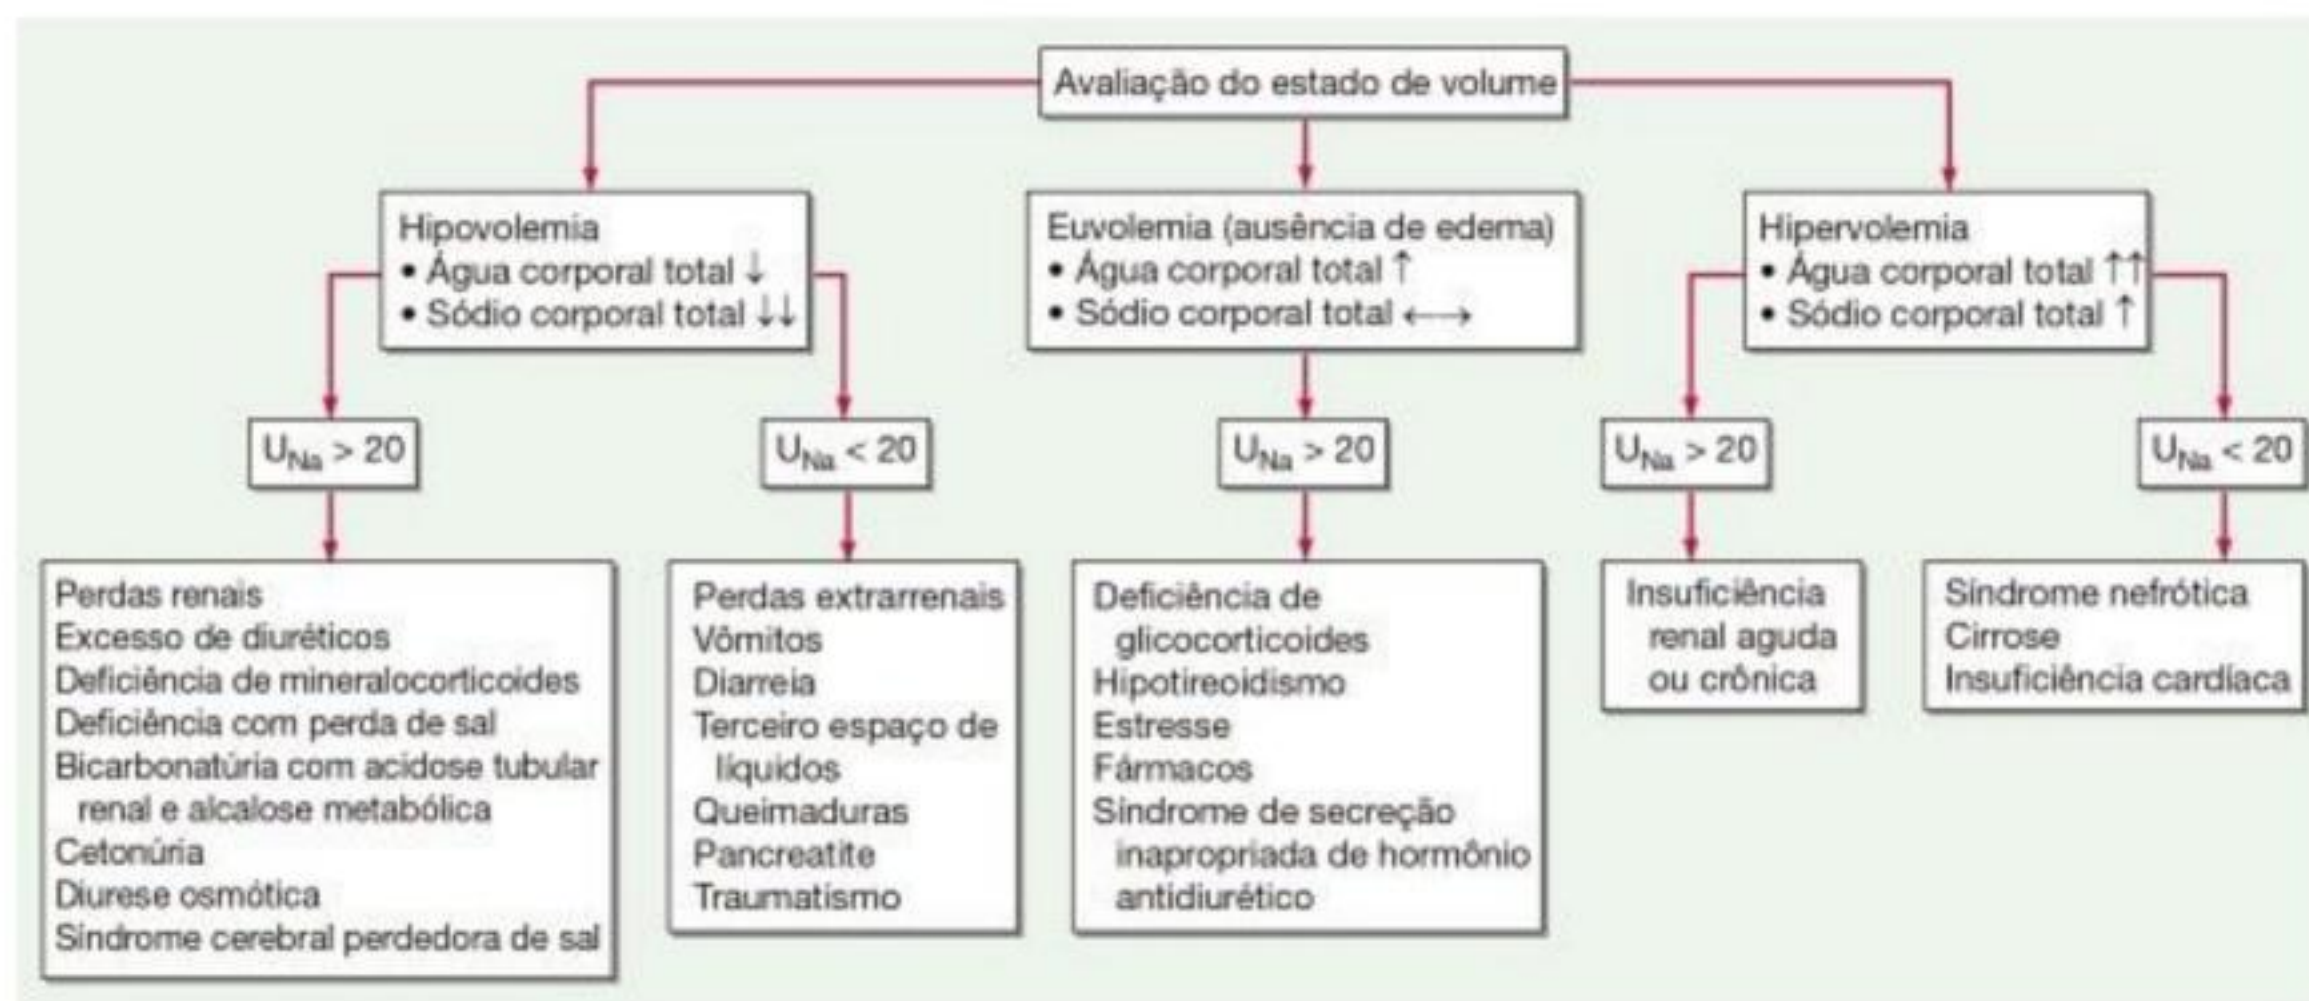 Avaliação do estado de volume
Hipovolemia
• Água corporal total ↓
• Sódio corporal total ↓↓
Euvolemia (ausência de edema)
• Água corporal total ↑
• Sódio corporal total ←→
Hipervolemia
• Água corporal total ↑↑
• Sódio corporal total ↑
UNa > 20
UNa < 20
UNa > 20
UNa > 20
UNa < 20
Perdas renais
Excesso de diuréticos
Deficiência de mineralocorticoides
Deficiência com perda de sal
Bicarbonatúria com acidose tubular
renal e alcalose metabólica
Cetonúria
Diurese osmótica
Síndrome cerebral perdedora de sal
Perdas extrarrenais
Vômitos
Diarreia
Terceiro espaço de
líquidos
Queimaduras
Pancreatite
Traumatismo
Deficiência de
glicocorticoides
Hipotireoidismo
Estresse
Fármacos
Síndrome de secreção
inapropriada de hormônio
antidiurético
Insuficiência
renal aguda
ou crônica
Síndrome nefrótica
Cirrose
Insuficiência cardíaca